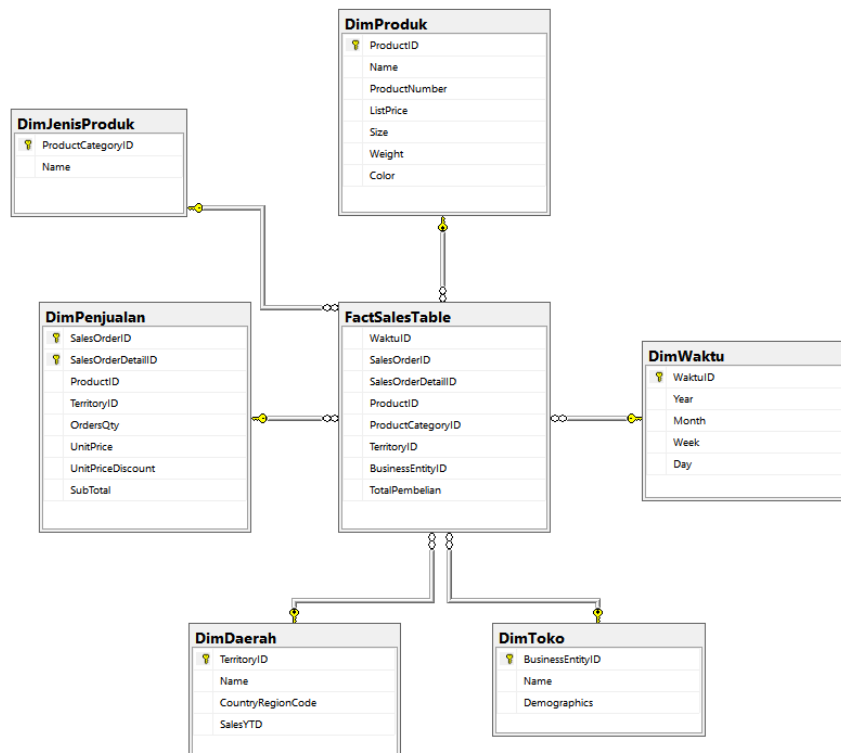 DimProduk
ProductID
Name
ProductNumber
ListPrice
Size
Weight
Color
DimJenisProduk
ProductCategoryID
Name
DimPenjualan
SalesOrderID
SalesOrderDetailID
ProductID
TerritoryID
OrdersQty
UnitPrice
UnitPriceDiscount
SubTotal
FactSalesTable
WaktuID
SalesOrderID
SalesOrderDetailID
ProductID
ProductCategoryID
TerritoryID
BusinessEntityID
TotalPembelian
DimWaktu
WaktuID
Year
Month
Week
Day
DimDaerah
TerritoryID
Name
CountryRegionCode
SalesYTD
DimToko
BusinessEntityID
Name
Demographics